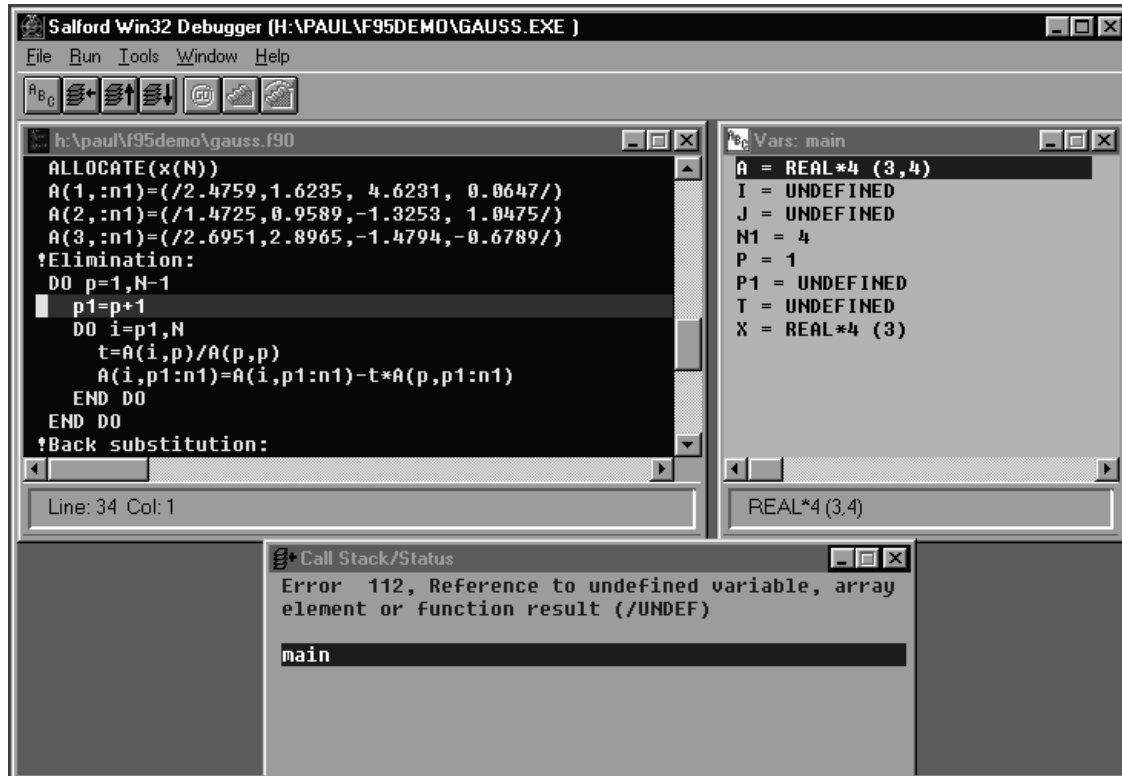 Salford Win32 Debugger (H:\PAUL\F95DEMO\GAUSS.EXE )
File Run Tools Window Help
ABC
GO
h:\paul\f95demo\gauss.f90
ALLOCATE(x(N))
A(1,:n1)=(/2.4759,1.6235, 4.6231, 0.0647/)
A(2,:n1)=(/1.4725,0.9589,-1.3253, 1.0475/)
A(3,:n1)=(/2.6951,2.8965,-1.4794,-0.6789/)
!Elimination:
DO p=1,N-1
p1=p+1
DO i=p1,N
t=A(i,p)/A(p,p)
A(i,p1:n1)=A(i,p1:n1)-t*A(p,p1:n1)
END DO
END DO
!Back substitution:
Line: 34 Col: 1
ABC Vars: main
A = REAL*4 (3,4)
I = UNDEFINED
J = UNDEFINED
N1 = 4
P = 1
P1 = UNDEFINED
T = UNDEFINED
X = REAL*4 (3)
REAL*4 (3,4)
Call Stack/Status
Error 112, Reference to undefined variable, array
element or function result (/UNDEF)
main